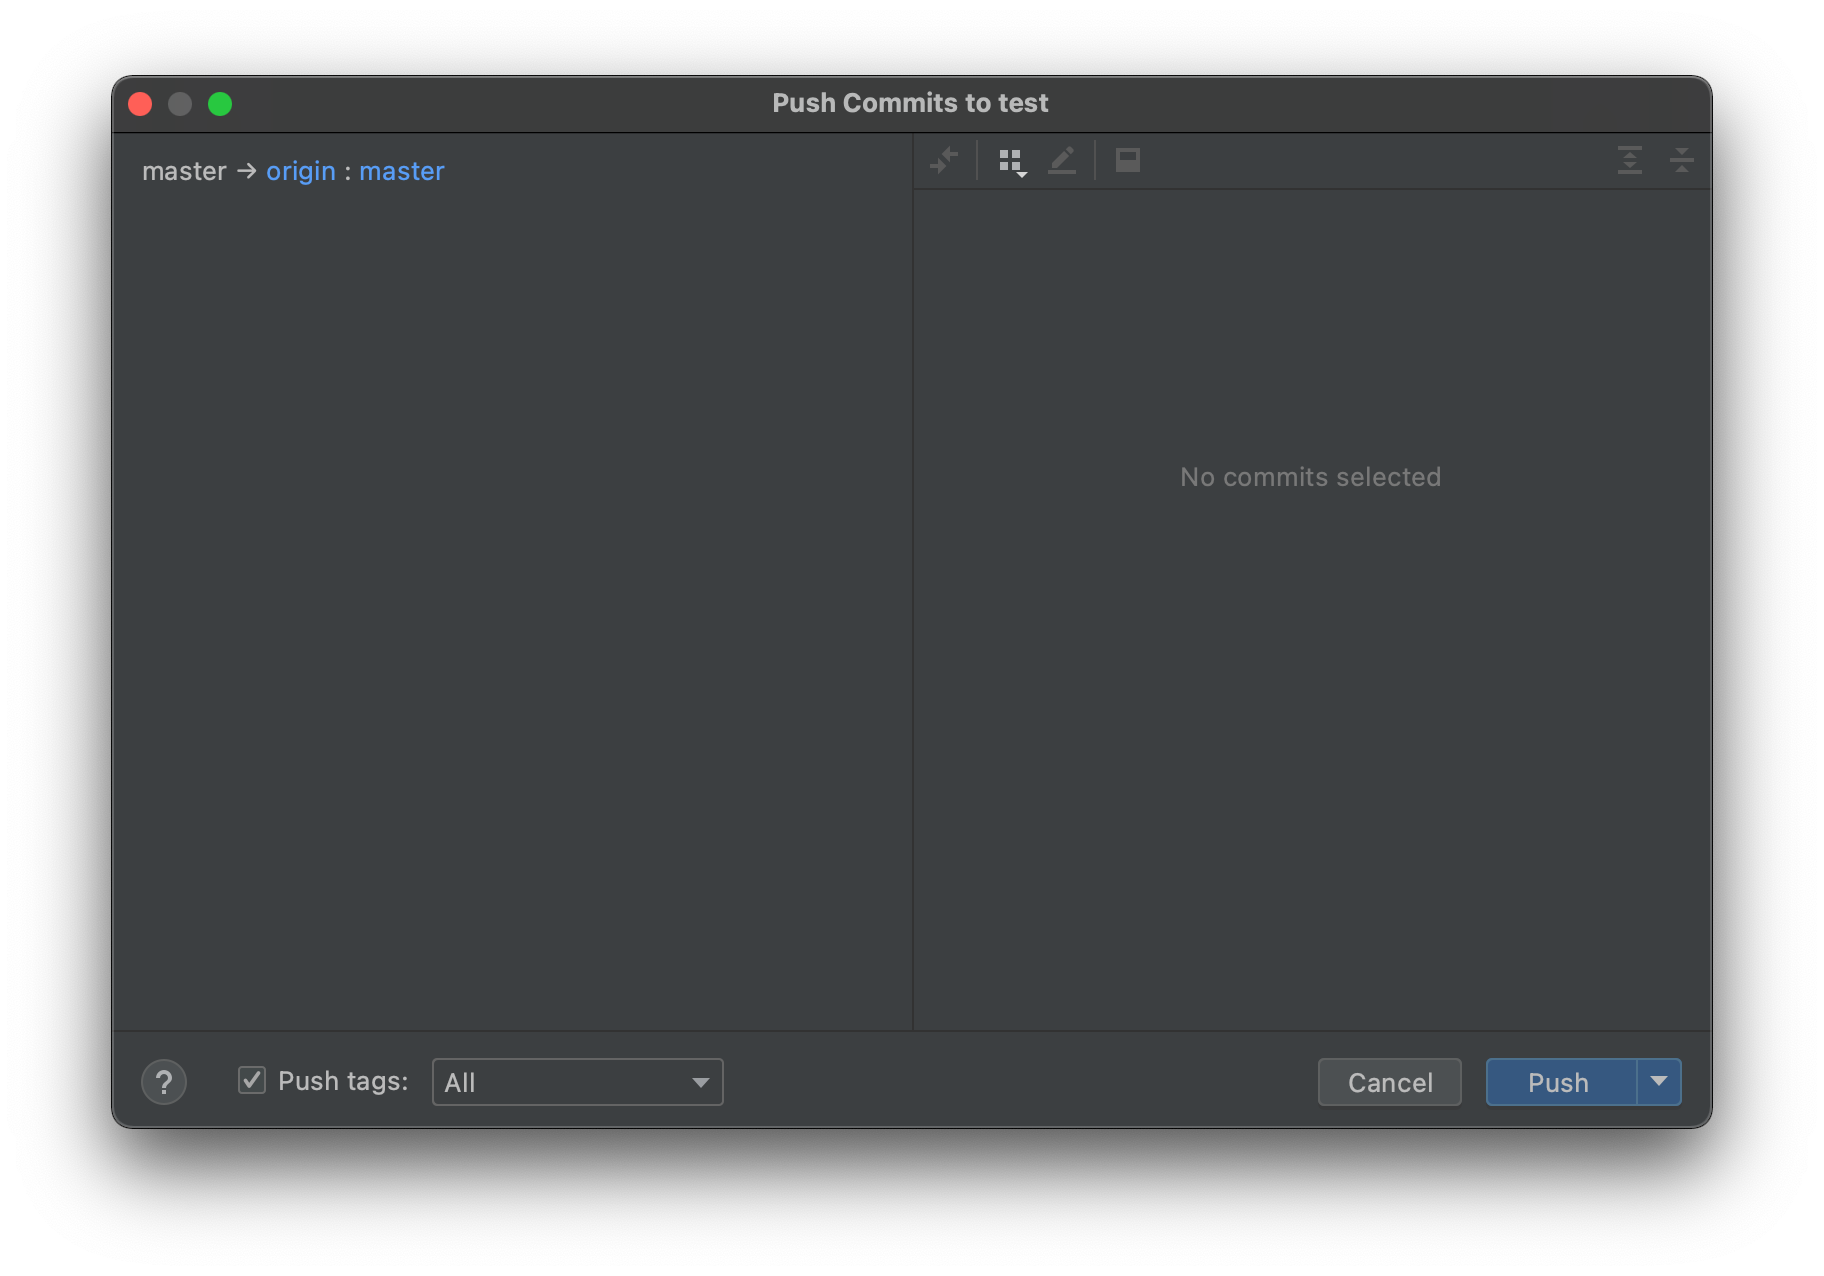 Push Commits to test
master → origin : master
No commits selected
? Push tags: All Cancel Push